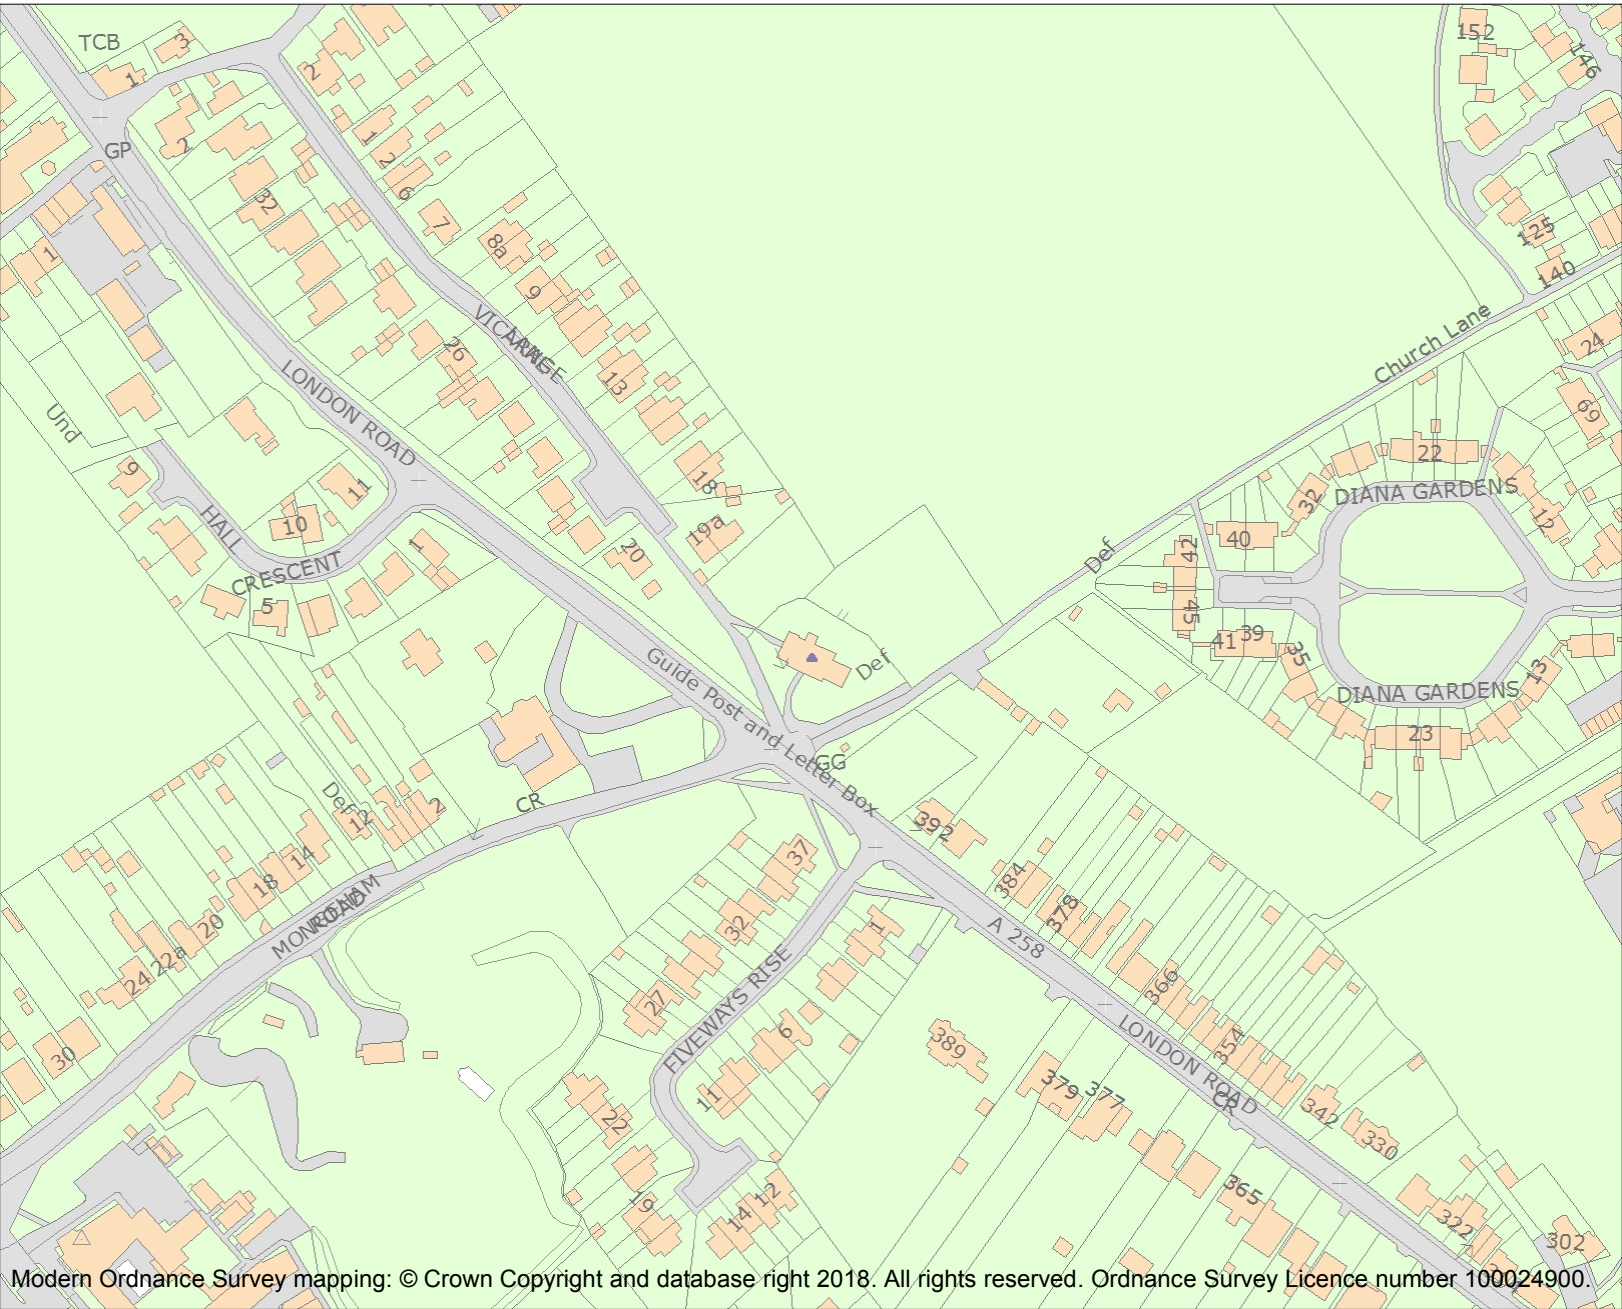 TCB
3
152
146
1
2
GP
2
1
2
32
6
7
8a
125
1
140
9
VICARAGE
LANE
Church Lane
24
26
LONDON ROAD
13
69
Und
22
9
18
DIANA GARDENS
11
32
12
HALL
10
19a
40
42
1
20
Def
CRESCENT
5
45
39
41
35
Guide Post and Letter Box
Def
13
DIANA GARDENS
23
GG
Def
CR
2
12
392
14
37
384
18
MONGEHAM
ROAD
378
20
32
1
A 258
22a
24
FIVEWAYS RISE
366
27
6
389
354
30
LONDON ROAD
379
377
CR
11
342
22
330
365
19
12
14
322
302
Modern Ordnance Survey mapping: © Crown Copyright and database right 2018. All rights reserved. Ordnance Survey Licence number 100024900.